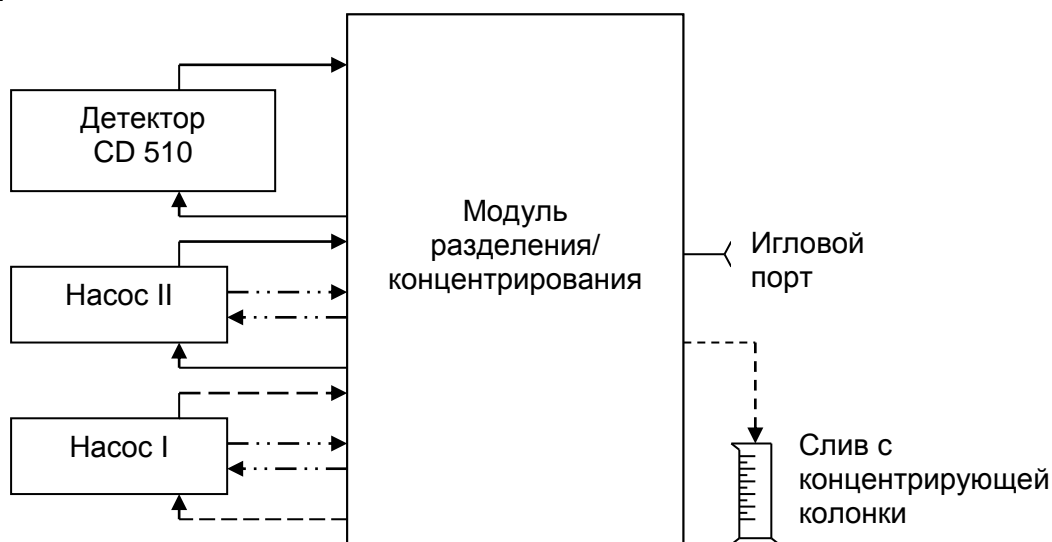 Детектор
CD 510
Модуль
разделения/
концентрирования
Игловой
порт
Насос II
Насос I
Слив с
концентрирующей
колонки